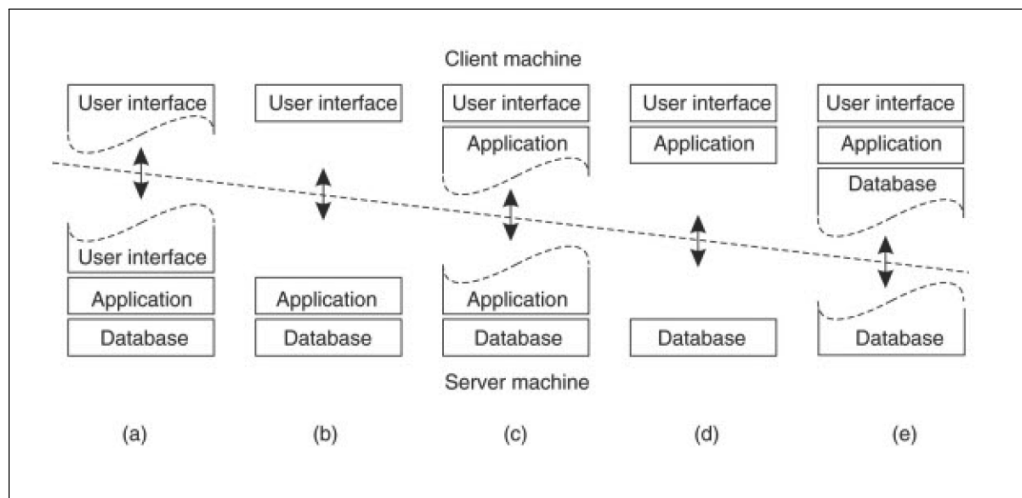 Client machine
User interface
User interface
User interface
User interface
User interface
Application
Application
Application
Database
User interface
Application
Application
Application
Database
Database
Database
Database
Database
Server machine
(a)
(b)
(c)
(d)
(e)